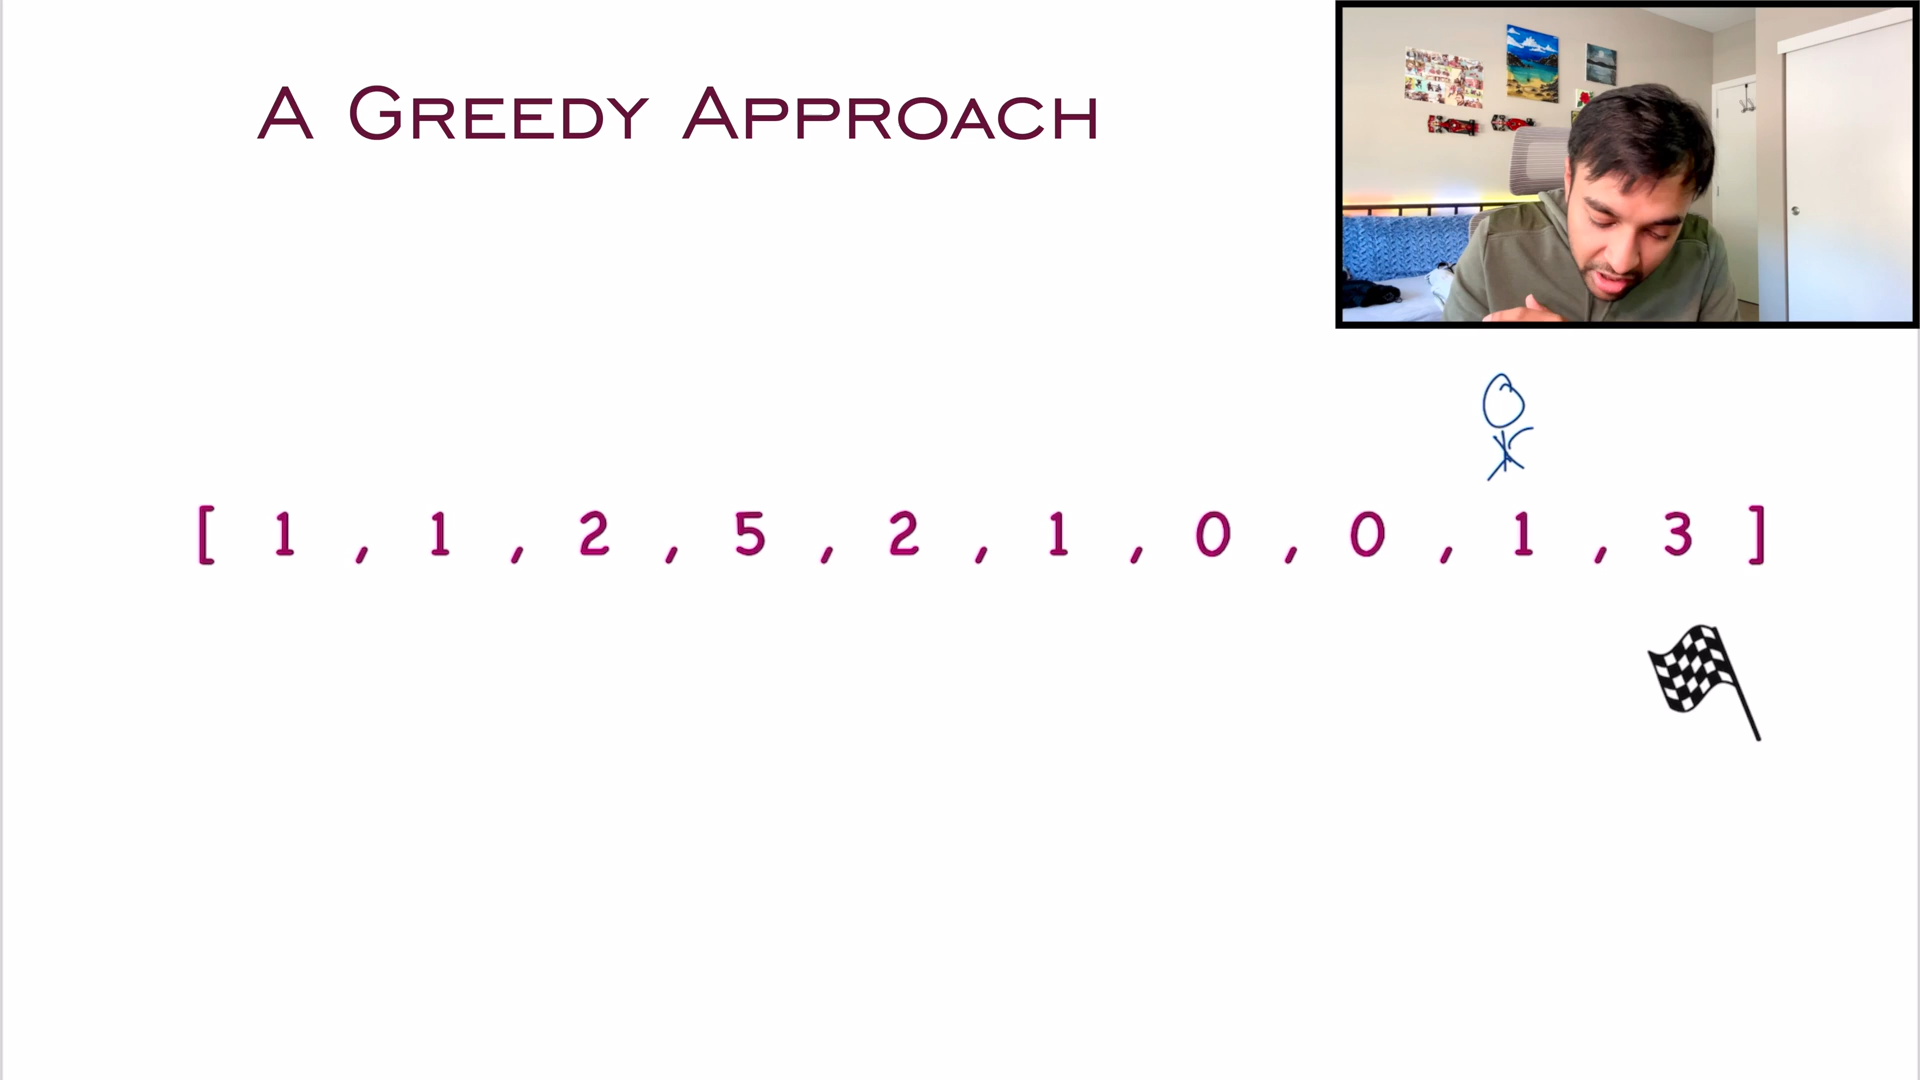 A GREEDY APPROACH
[ 1 , 1 , 2 , 5 , 2 , 1 , 0 , 0 , 1 , 3 ]